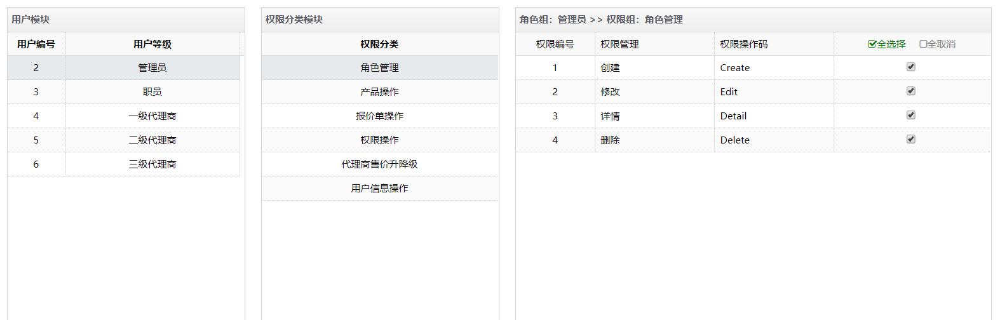 用户模块
用户编号 用户等级
2 管理员
3 职员
4 一级代理商
5 二级代理商
6 三级代理商
权限分类模块
权限分类
角色管理
产品操作
报价单操作
权限操作
代理商售价升降级
用户信息操作
角色组：管理员 >> 权限组：角色管理
权限编号 权限管理 权限操作码 全选择 全取消
1 创建 Create
2 修改 Edit
3 详情 Detail
4 删除 Delete